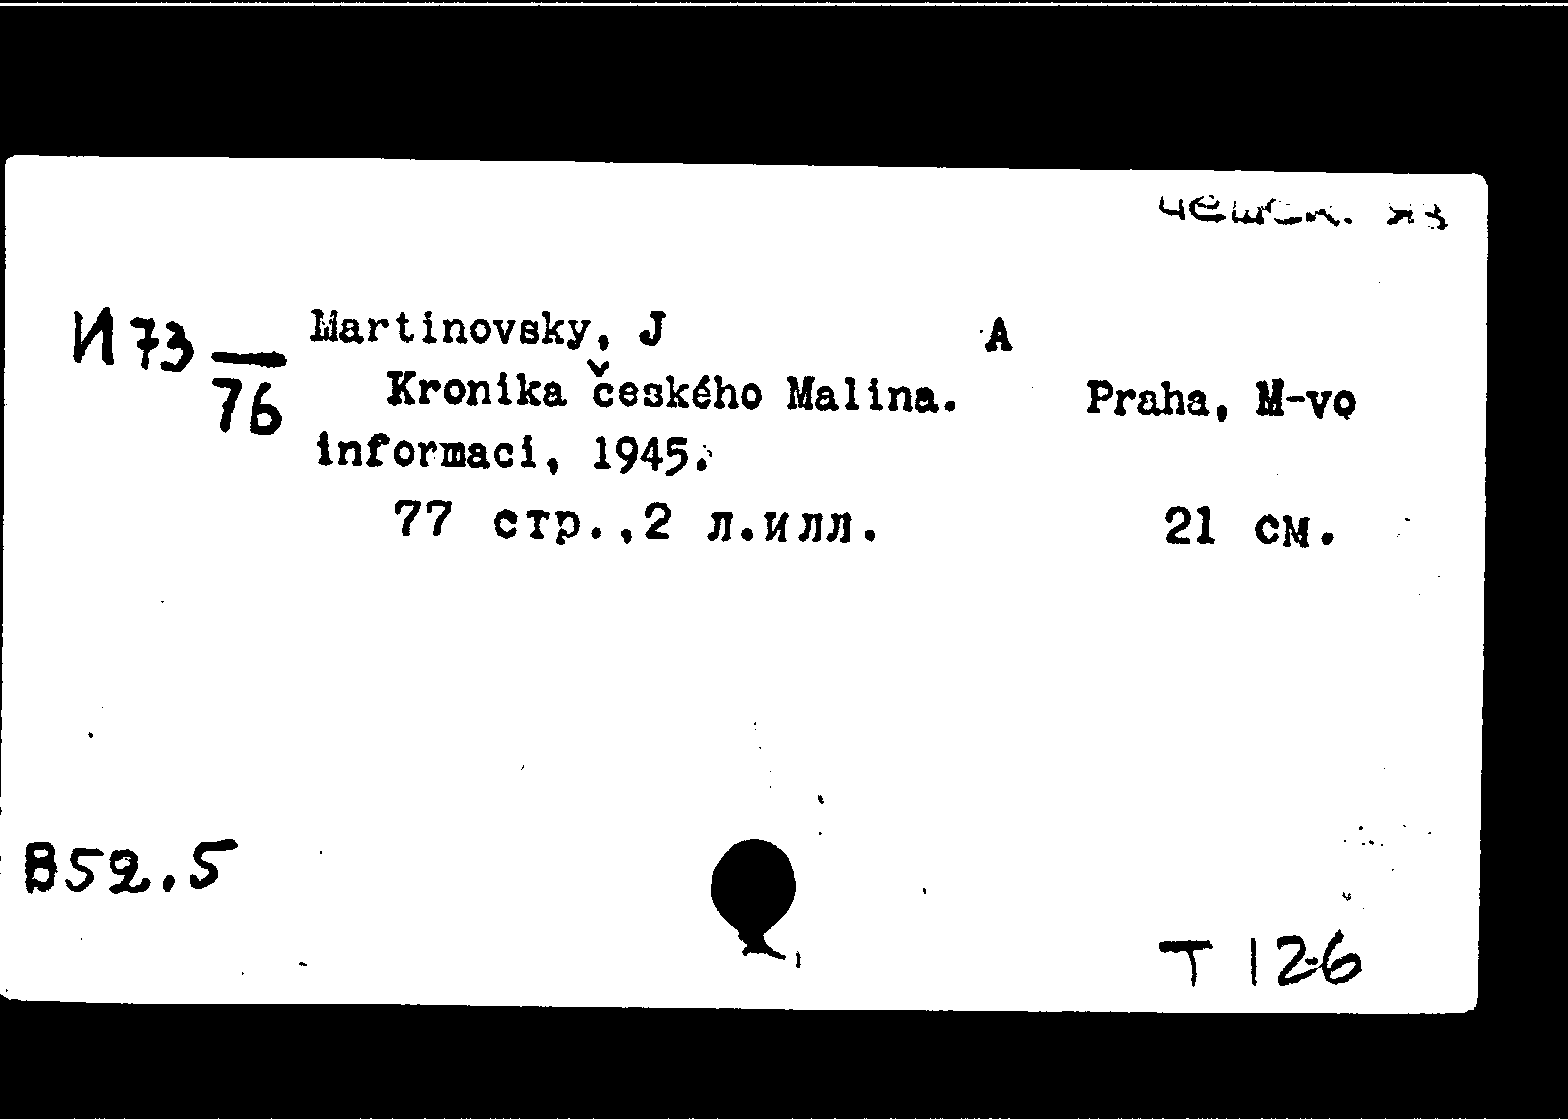 чешск. яз
И73 Martinovsky, J A
76 Kronika českého Malina. Praha, M-vo
informaci, 1945.
77 стр.,2 л.илл. 21 см.
В52.5
Т 126